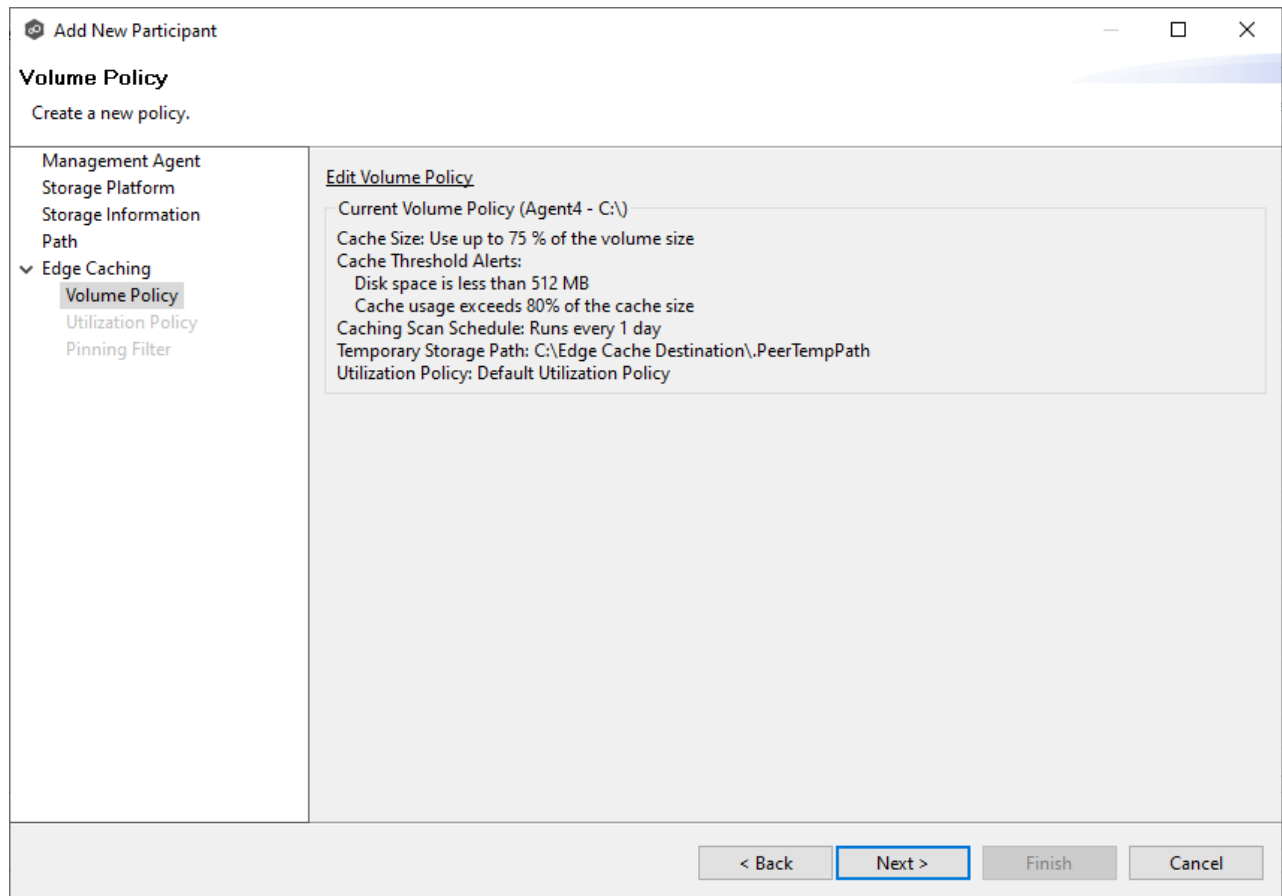 Add New Participant
Volume Policy
Create a new policy.
Management Agent
Storage Platform
Storage Information
Path
Edge Caching
Volume Policy
Utilization Policy
Pinning Filter
Edit Volume Policy
Current Volume Policy (Agent4 - C:\)
Cache Size: Use up to 75 % of the volume size
Cache Threshold Alerts:
Disk space is less than 512 MB
Cache usage exceeds 80% of the cache size
Caching Scan Schedule: Runs every 1 day
Temporary Storage Path: C:\Edge Cache Destination\.PeerTempPath
Utilization Policy: Default Utilization Policy
< Back
Next >
Finish
Cancel